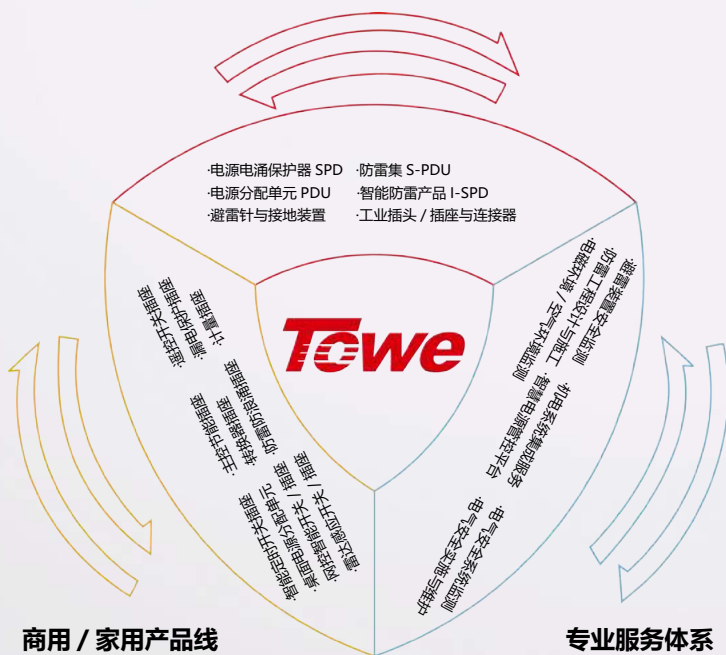 ·电源电涌保护器 SPD ·防雷集 S-PDU
·电源分配单元 PDU ·智能防雷产品 I-SPD
·避雷针与接地装置 ·工业插头 / 插座与连接器
Towe
·遥控开关插座
·漏电保护插座
·计量插座
·主控节能插座
·转换器插座
·防雷防浪涌插座
·智能定时开关插座
·桌面电源分配单元
·网控智能开关 / 插座
·雷达感应开关 / 插座
·避雷装置安全监测
·防雷工程设计与施工
·电磁环境 / 空气环境监测
·机电系统集成服务
·智慧电源管控平台
·电气安全系统监测
·电气安全实施与维护
商用 / 家用产品线
专业服务体系